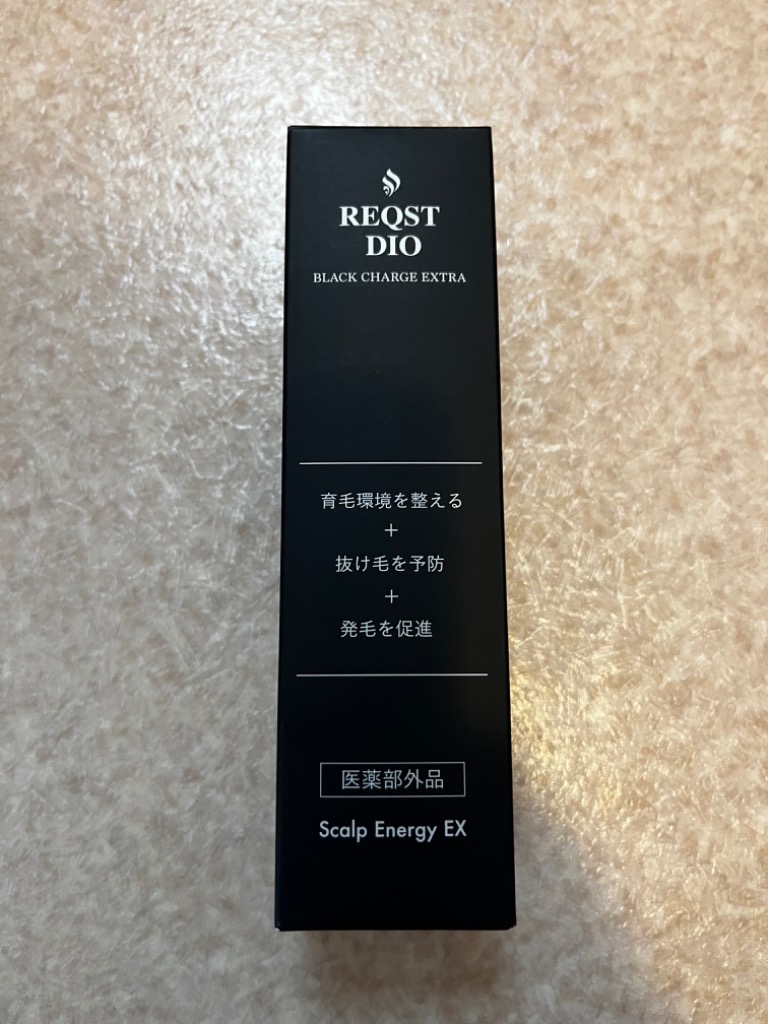 REQST
DIO
BLACK CHARGE EXTRA
育毛環境を整える
+
抜け毛を予防
+
発毛を促進
医薬部外品
Scalp Energy EX